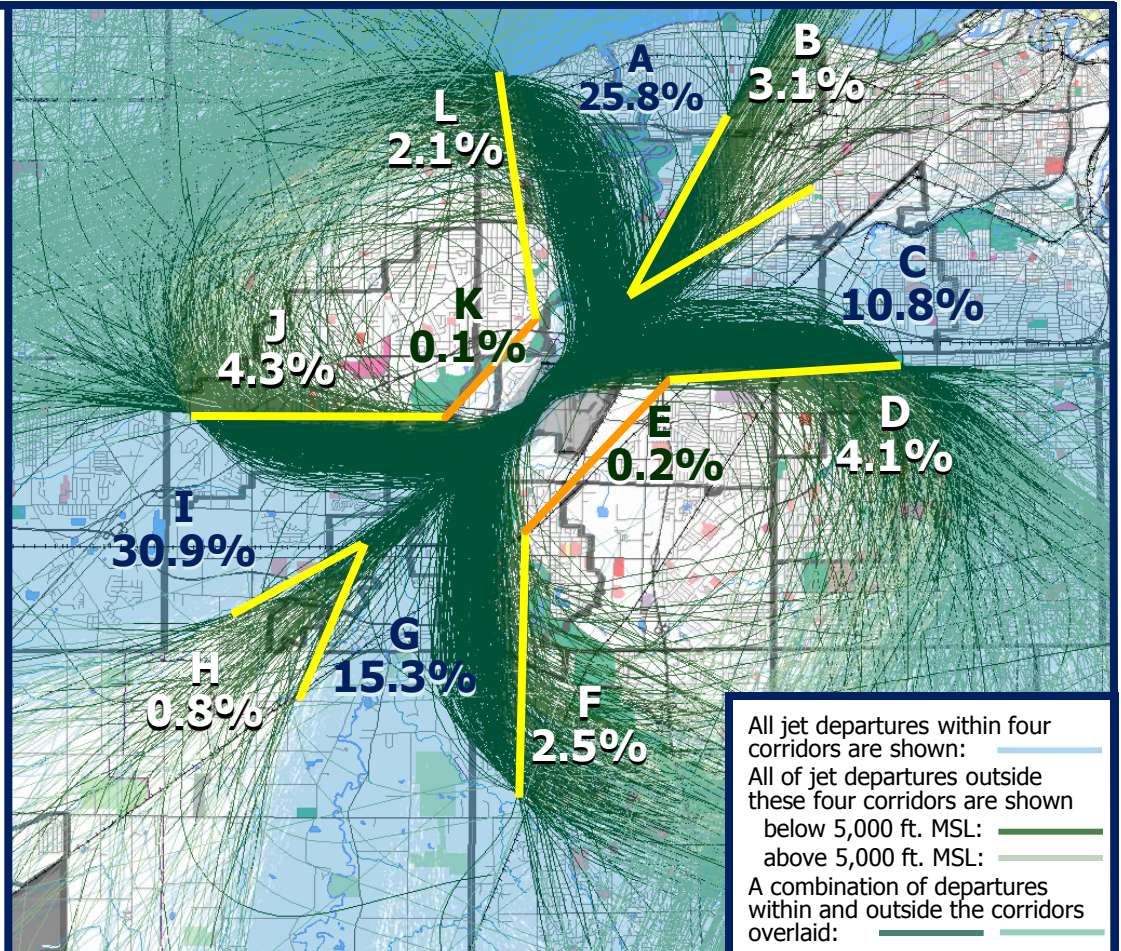 A
25.8%
B
3.1%
L
2.1%
C
10.8%
K
0.1%
J
4.3%
E
0.2%
D
4.1%
I
30.9%
G
15.3%
H
0.8%
F
2.5%
All jet departures within four
corridors are shown:
All of jet departures outside
these four corridors are shown
below 5,000 ft. MSL:
above 5,000 ft. MSL:
A combination of departures
within and outside the corridors
overlaid: